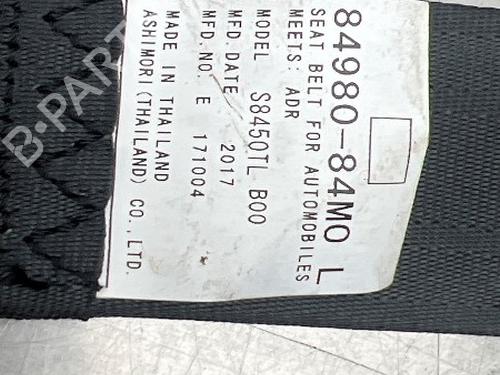 84980-84M0 L
SEAT BELT FOR AUTOMOBILES
MEETS: ADR
MODEL S8450TL B00
MFD.DATE 2017
MFD.NO. E 171004
MADE IN THAILAND
ASHIMORI (THAILAND) CO.,LTD.
B-PARTS